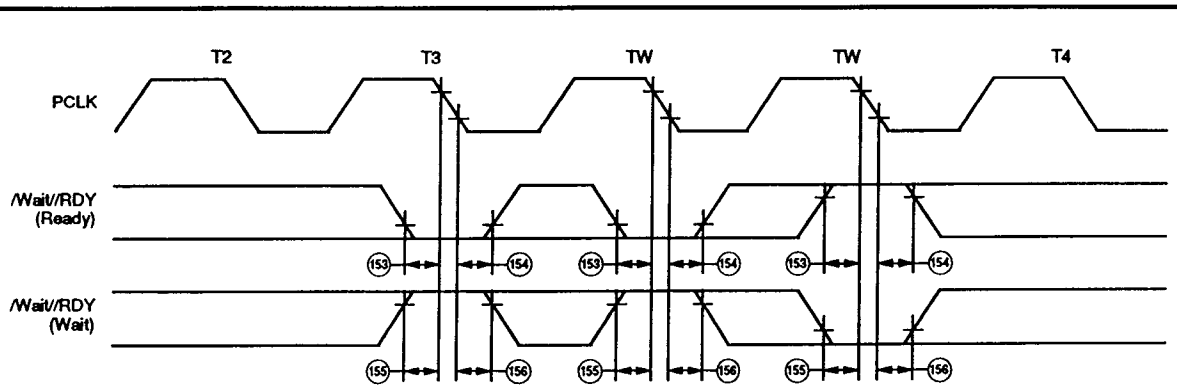 T2 T3 TW TW T4
PCLK
/Wait//RDY
(Ready)
153 154 153 154 153 154
/Wait//RDY
(Wait)
155 156 155 156 155 156